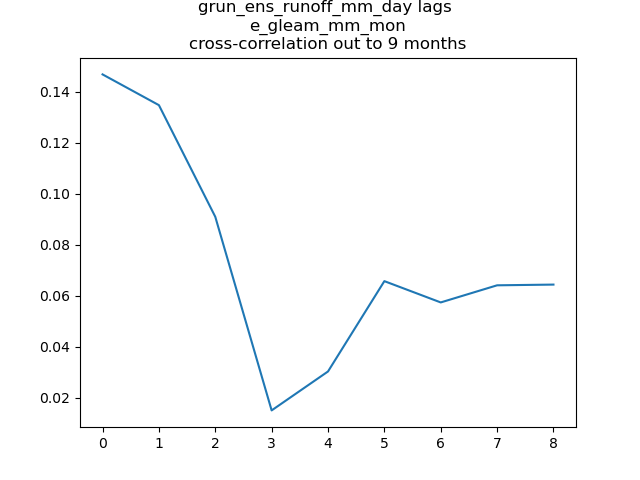 grun_ens_runoff_mm_day lags
e_gleam_mm_mon
cross-correlation out to 9 months
0.14
0.12
0.10
0.08
0.06
0.04
0.02
0 1 2 3 4 5 6 7 8